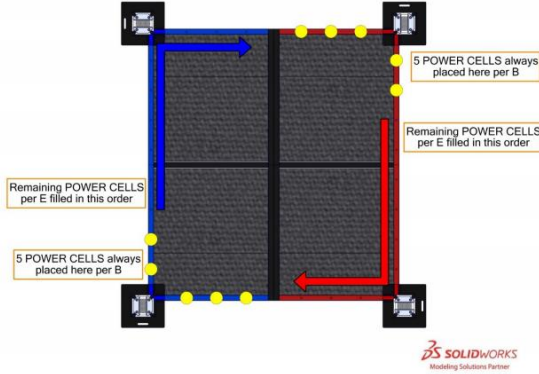 5 POWER CELLS always
placed here per B
Remaining POWER CELLS
per E filled in this order
Remaining POWER CELLS
per E filled in this order
5 POWER CELLS always
placed here per B
SOLIDWORKS
Modeling Solutions Partner